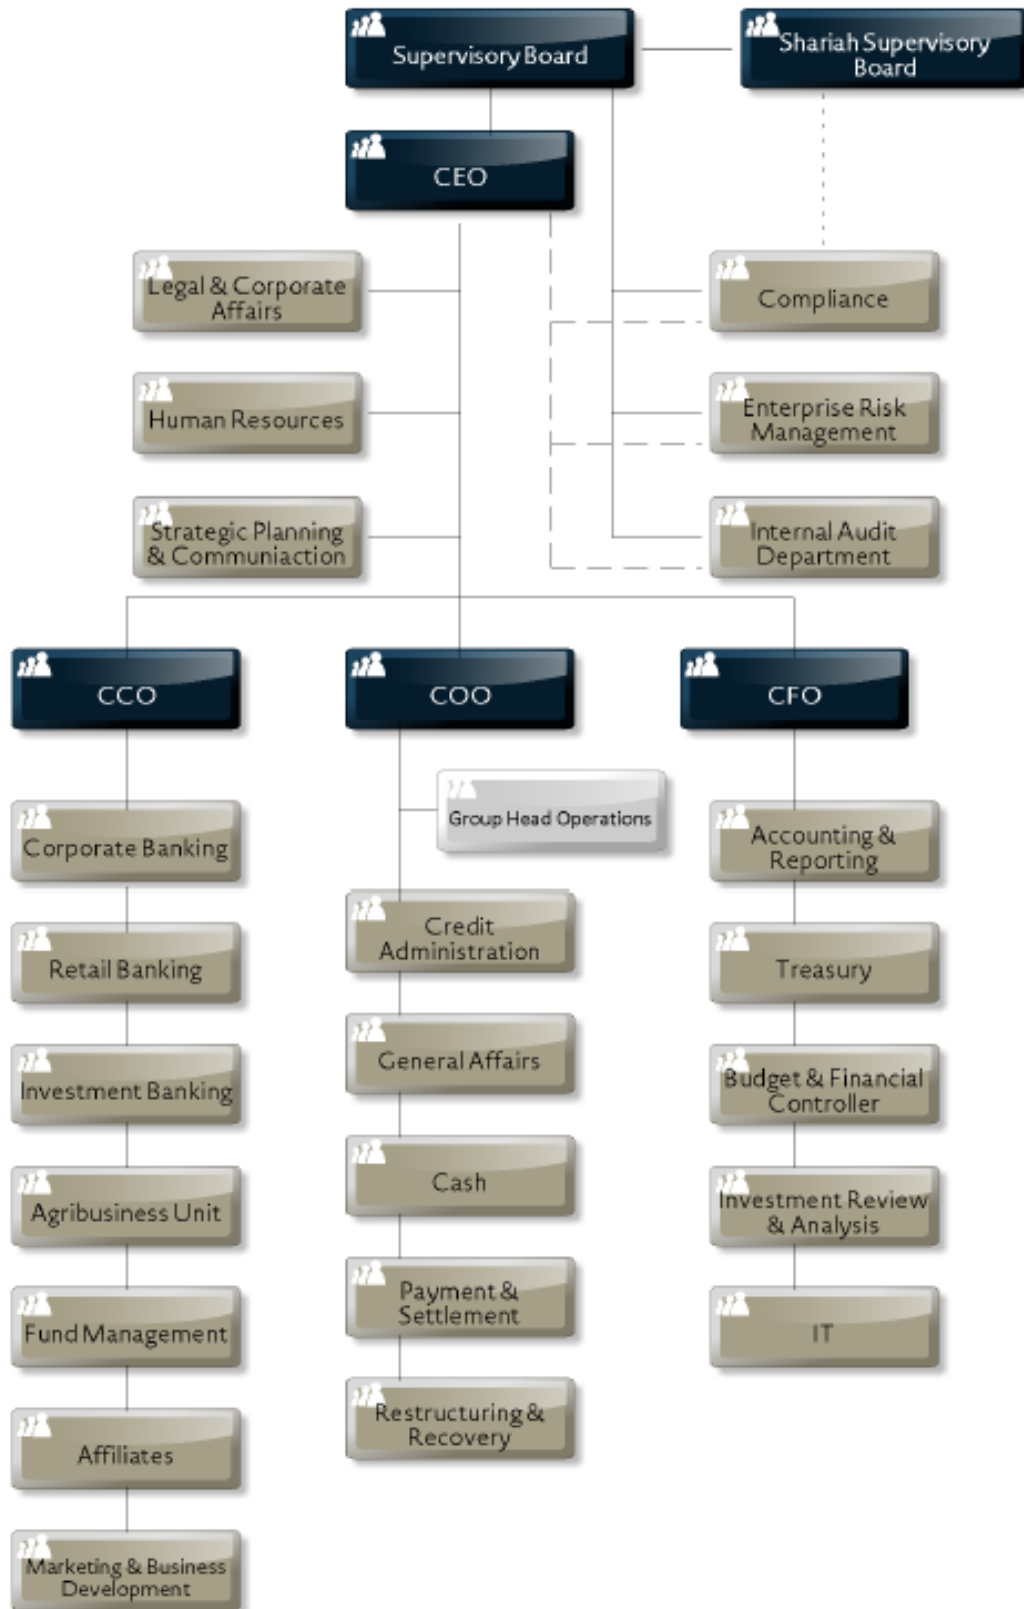 Supervisory Board
Shariah Supervisory
Board
CEO
Legal & Corporate
Affairs
Compliance
Human Resources
Enterprise Risk
Management
Strategic Planning
& Communiaction
Internal Audit
Department
CCO
COO
CFO
Group Head Operations
Corporate Banking
Accounting &
Reporting
Credit
Administration
Retail Banking
Treasury
General Affairs
Investment Banking
Budget & Financial
Controller
Cash
Agribusiness Unit
Investment Review
& Analysis
Payment &
Settlement
Fund Management
IT
Restructuring &
Recovery
Affiliates
Marketing & Business
Development